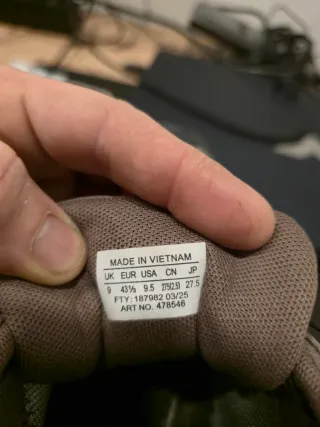 MADE IN VIETNAM
UK EUR USA CN JP
9 43⅓ 9.5 275(2.5) 27.5
FTY: 187982 03/25
ART NO. 478546